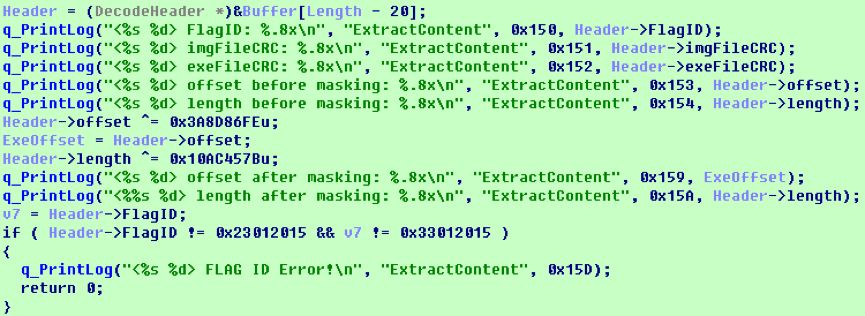 Header = (DecodeHeader *)&Buffer[Length - 20];
q_PrintLog("<%s %d> FlagID: %.8x\n", "ExtractContent", 0x150, Header->FlagID);
q_PrintLog("<%s %d> imgFileCRC: %.8x\n", "ExtractContent", 0x151, Header->imgFileCRC);
q_PrintLog("<%s %d> exeFileCRC: %.8x\n", "ExtractContent", 0x152, Header->exeFileCRC);
q_PrintLog("<%s %d> offset before masking: %.8x\n", "ExtractContent", 0x153, Header->offset);
q_PrintLog("<%s %d> length before masking: %.8x\n", "ExtractContent", 0x154, Header->length);
Header->offset ^= 0x3A8D86FEu;
ExeOffset = Header->offset;
Header->length ^= 0x10AC457Bu;
q_PrintLog("<%s %d> offset after masking: %.8x\n", "ExtractContent", 0x159, ExeOffset);
q_PrintLog("<%%s %d> length after masking: %.8x\n", "ExtractContent", 0x15A, Header->length);
v7 = Header->FlagID;
if ( Header->FlagID != 0x23012015 && v7 != 0x33012015 )
{
  q_PrintLog("<%s %d> FLAG ID Error!\n", "ExtractContent", 0x15D);
  return 0;
}